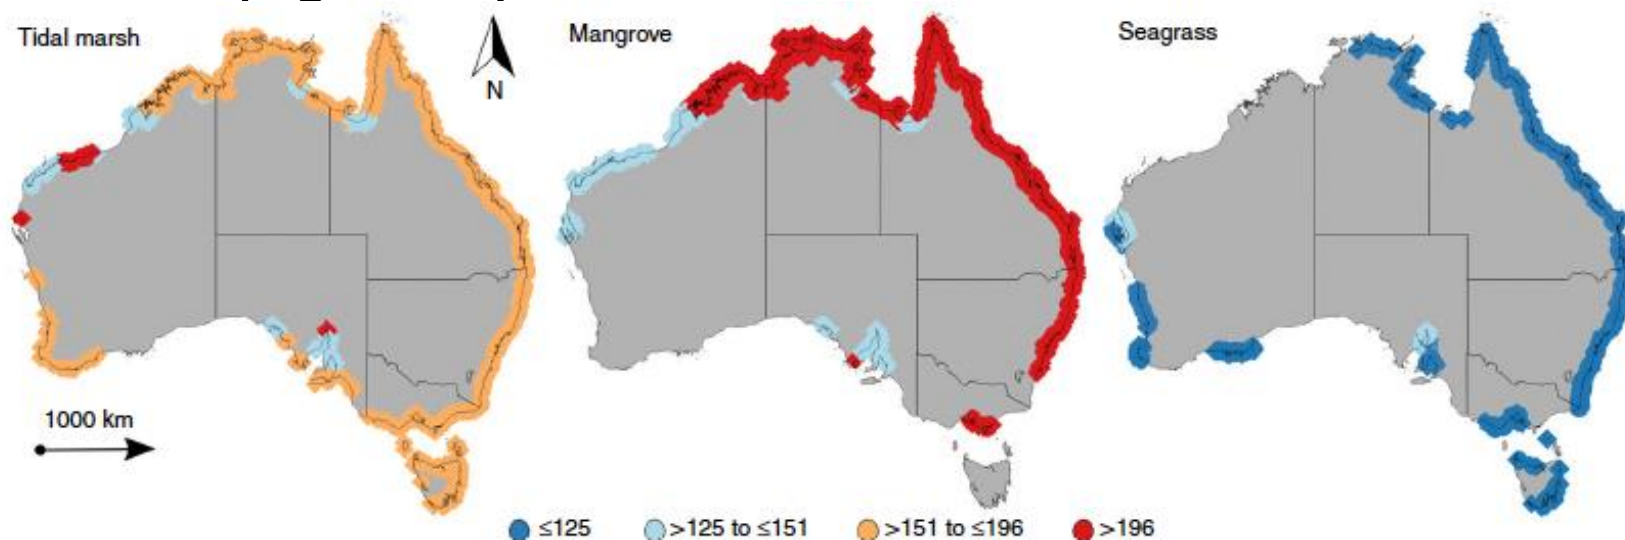 Tidal marsh
Mangrove
Seagrass
N
1000 km
≤125
>125 to ≤151
>151 to ≤196
>196